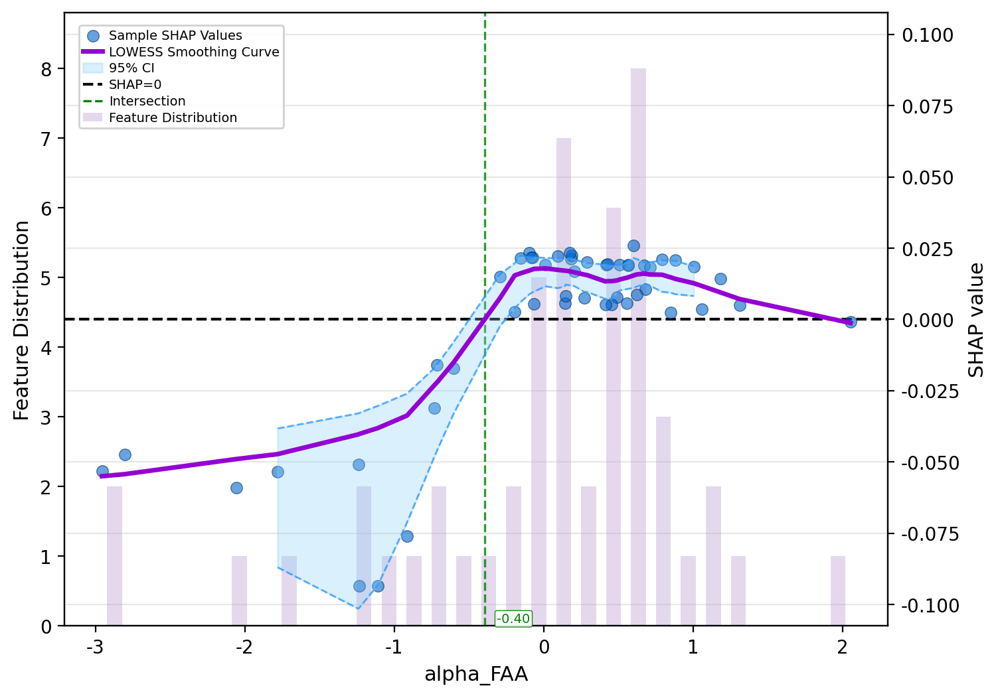 Sample SHAP Values
LOWESS Smoothing Curve
95% CI
SHAP=0
Intersection
Feature Distribution
Feature Distribution
8
7
6
5
4
3
2
1
0
0.100
0.075
0.050
0.025
0.000
-0.025
-0.050
-0.075
-0.100
SHAP value
-0.40
-3
-2
-1
0
1
2
alpha_FAA